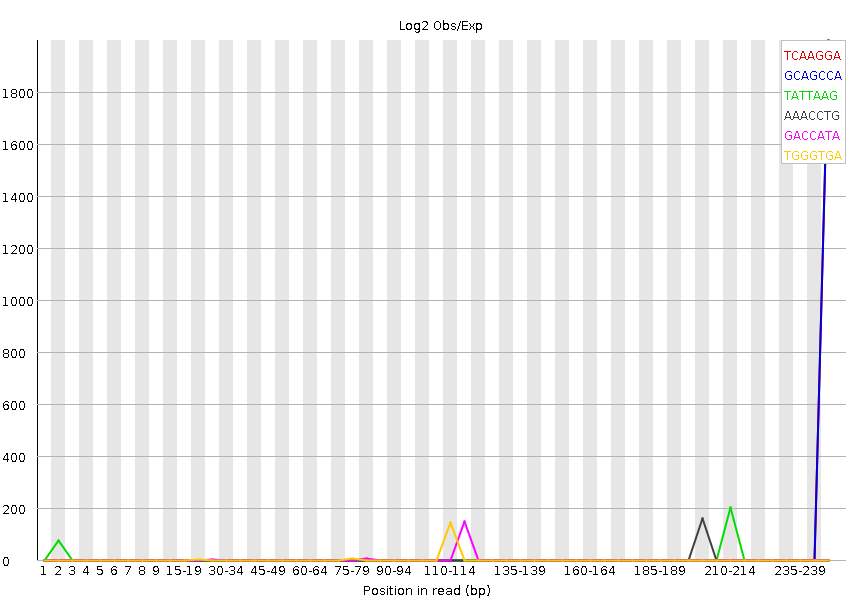 Log2 Obs/Exp
TCAAGGA
GCAGCCA
TATTAAG
AAACCTG
GACCATA
TGGGTGA
1800
1600
1400
1200
1000
800
600
400
200
0
1 2 3 4 5 6 7 8 9 15-19 30-34 45-49 60-64 75-79 90-94 110-114 135-139 160-164 185-189 210-214 235-239
Position in read (bp)